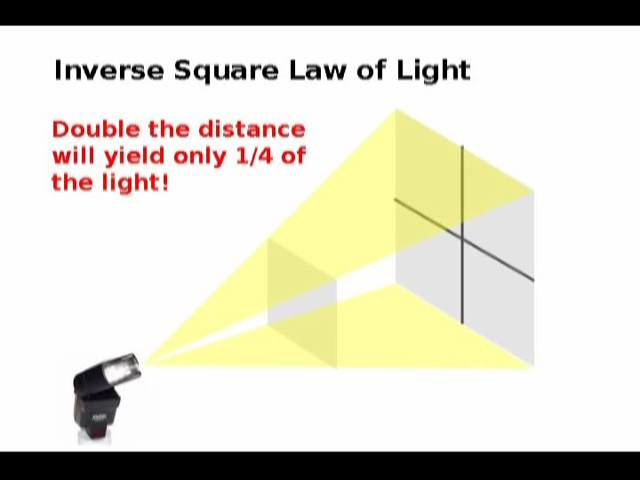 Inverse Square Law of Light
Double the distance
will yield only 1/4 of
the light!